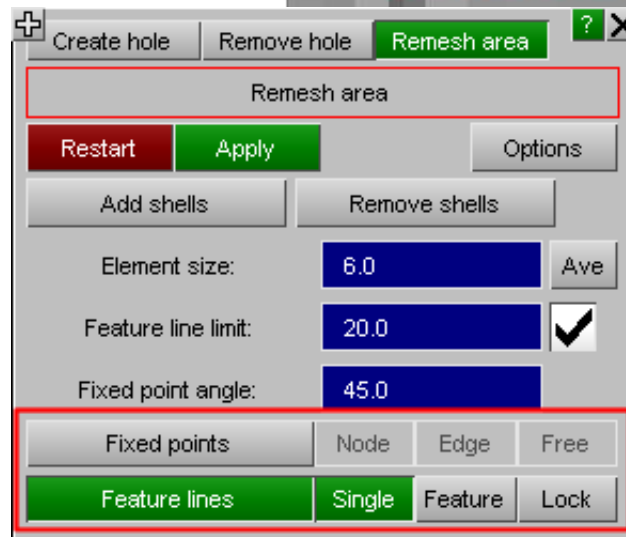 Create hole Remove hole Remesh area ? X
Remesh area
Restart Apply Options
Add shells Remove shells
Element size: 6.0 Ave
Feature line limit: 20.0
Fixed point angle: 45.0
Fixed points Node Edge Free
Feature lines Single Feature Lock